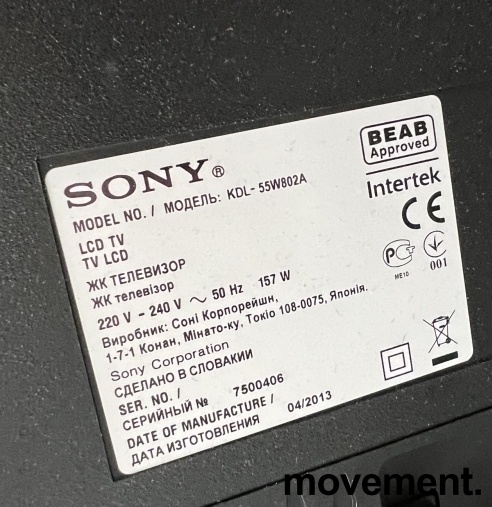 SONY®
BEAB
Approved
MODEL NO. / МОДЕЛЬ: KDL- 55W802A
Intertek
LCD TV
TV LCD
CE
ЖК ТЕЛЕВИЗОР
ЖК телевізор
220 V - 240 V ~ 50 Hz 157 W
РС
МЕ10
001
Виробник: Соні Корпорейшн,
1-7-1 Конан, Мінато-ку, Токіо 108-0075, Японія.
Sony Corporation
СДЕЛАНО В СЛОВАКИИ
SER. NO. /
СЕРИЙНЫЙ № 7500406
DATE OF MANUFACTURE /
ДАТА ИЗГОТОВЛЕНИЯ 04/2013
movement.